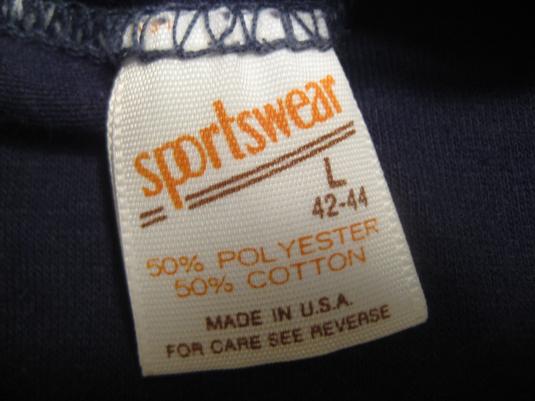 sportswear
L
42-44
50% POLYESTER
50% COTTON
MADE IN U.S.A.
FOR CARE SEE REVERSE